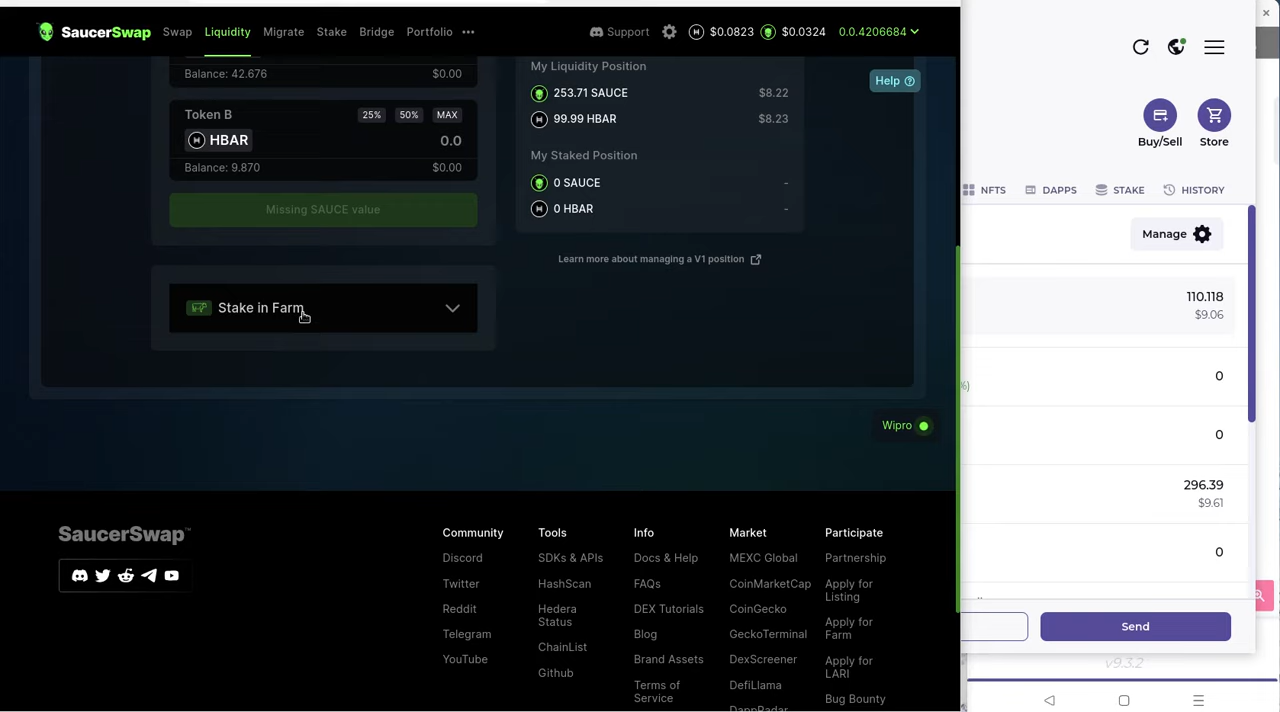 SaucerSwap Swap Liquidity Migrate Stake Bridge Portfolio ••• Support $0.0823 $0.0324 0.0.4206684
Balance: 42.676 $0.00
Token B 25% 50% MAX
HBAR 0.0
Balance: 9.870 $0.00
Missing SAUCE value
Stake in Farm
My Liquidity Position
253.71 SAUCE $8.22
99.99 HBAR $8.23
My Staked Position
0 SAUCE -
0 HBAR -
Learn more about managing a V1 position
Help
Wipro
SaucerSwap™
Community
Discord
Twitter
Reddit
Telegram
YouTube
Tools
SDKs & APIs
HashScan
Hedera
Status
ChainList
Github
Info
Docs & Help
FAQs
DEX Tutorials
Blog
Brand Assets
Terms of
Service
Market
MEXC Global
CoinMarketCap
CoinGecko
GeckoTerminal
DexScreener
DefiLlama
DappRadar
Participate
Partnership
Apply for
Listing
Apply for
Farm
Apply for
LARI
Bug Bounty
Buy/Sell Store
NFTS DAPPS STAKE HISTORY
Manage
110.118
$9.06
0
%)
0
296.39
$9.61
0
Send
v9.3.2